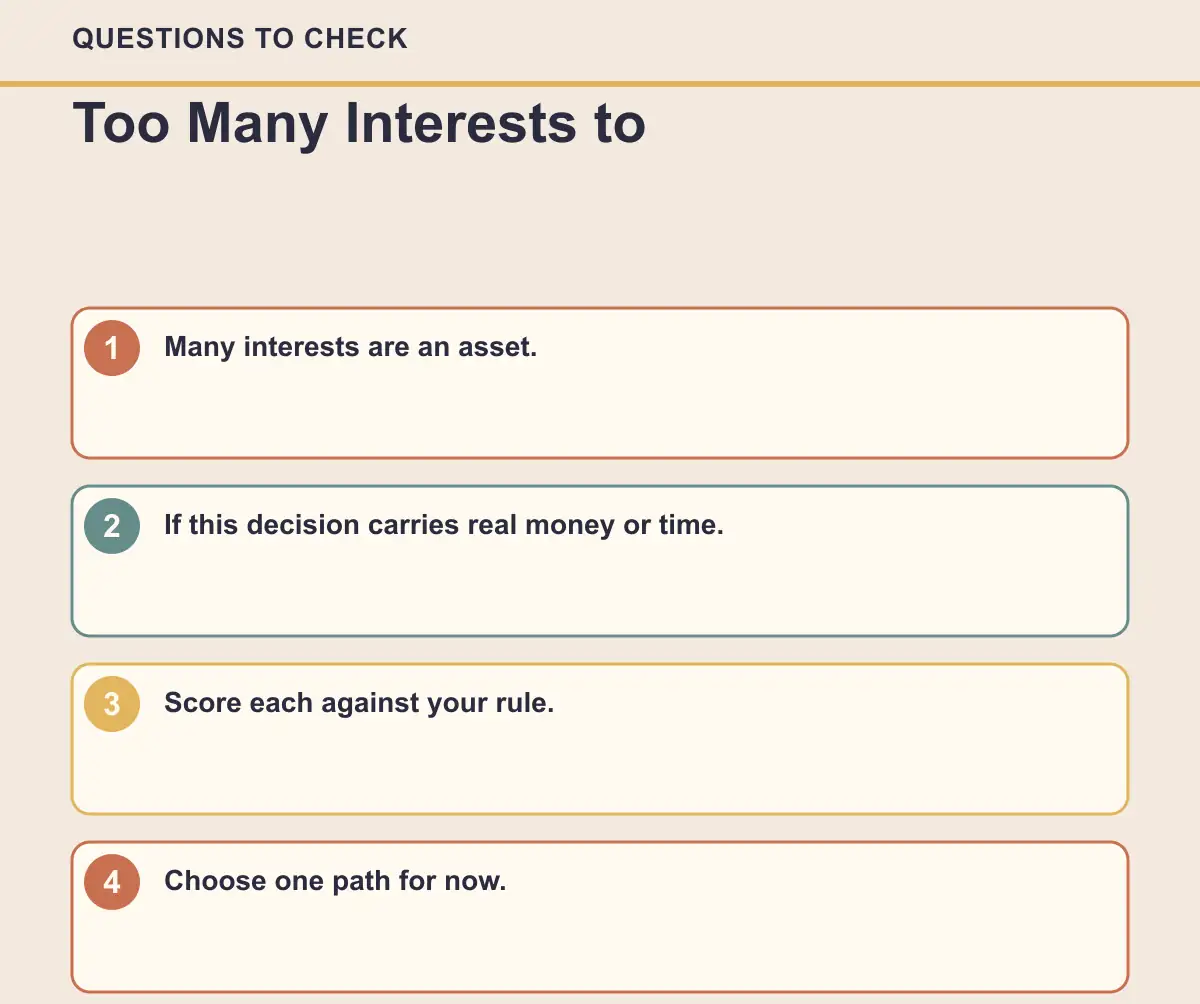 QUESTIONS TO CHECK
Too Many Interests to
1 Many interests are an asset.
2 If this decision carries real money or time.
3 Score each against your rule.
4 Choose one path for now.